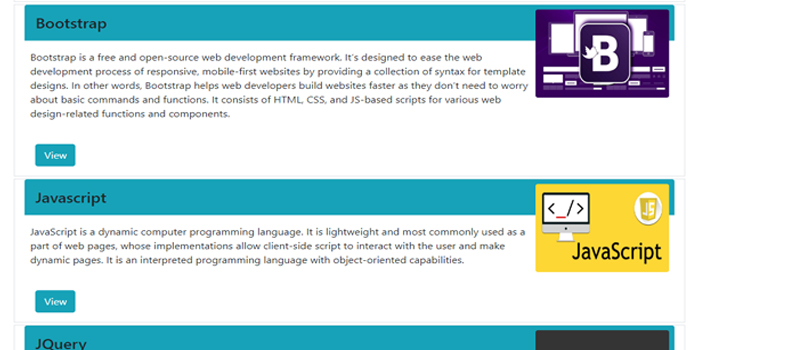 Bootstrap
Bootstrap is a free and open-source web development framework. It's designed to ease the web
development process of responsive, mobile-first websites by providing a collection of syntax for template
designs. In other words, Bootstrap helps web developers build websites faster as they don't need to worry
about basic commands and functions. It consists of HTML, CSS, and JS-based scripts for various web
design-related functions and components.
B
View
Javascript
JavaScript is a dynamic computer programming language. It is lightweight and most commonly used as a
part of web pages, whose implementations allow client-side script to interact with the user and make
dynamic pages. It is an interpreted programming language with object-oriented capabilities.
<_/>
JS
JavaScript
View
JQuery